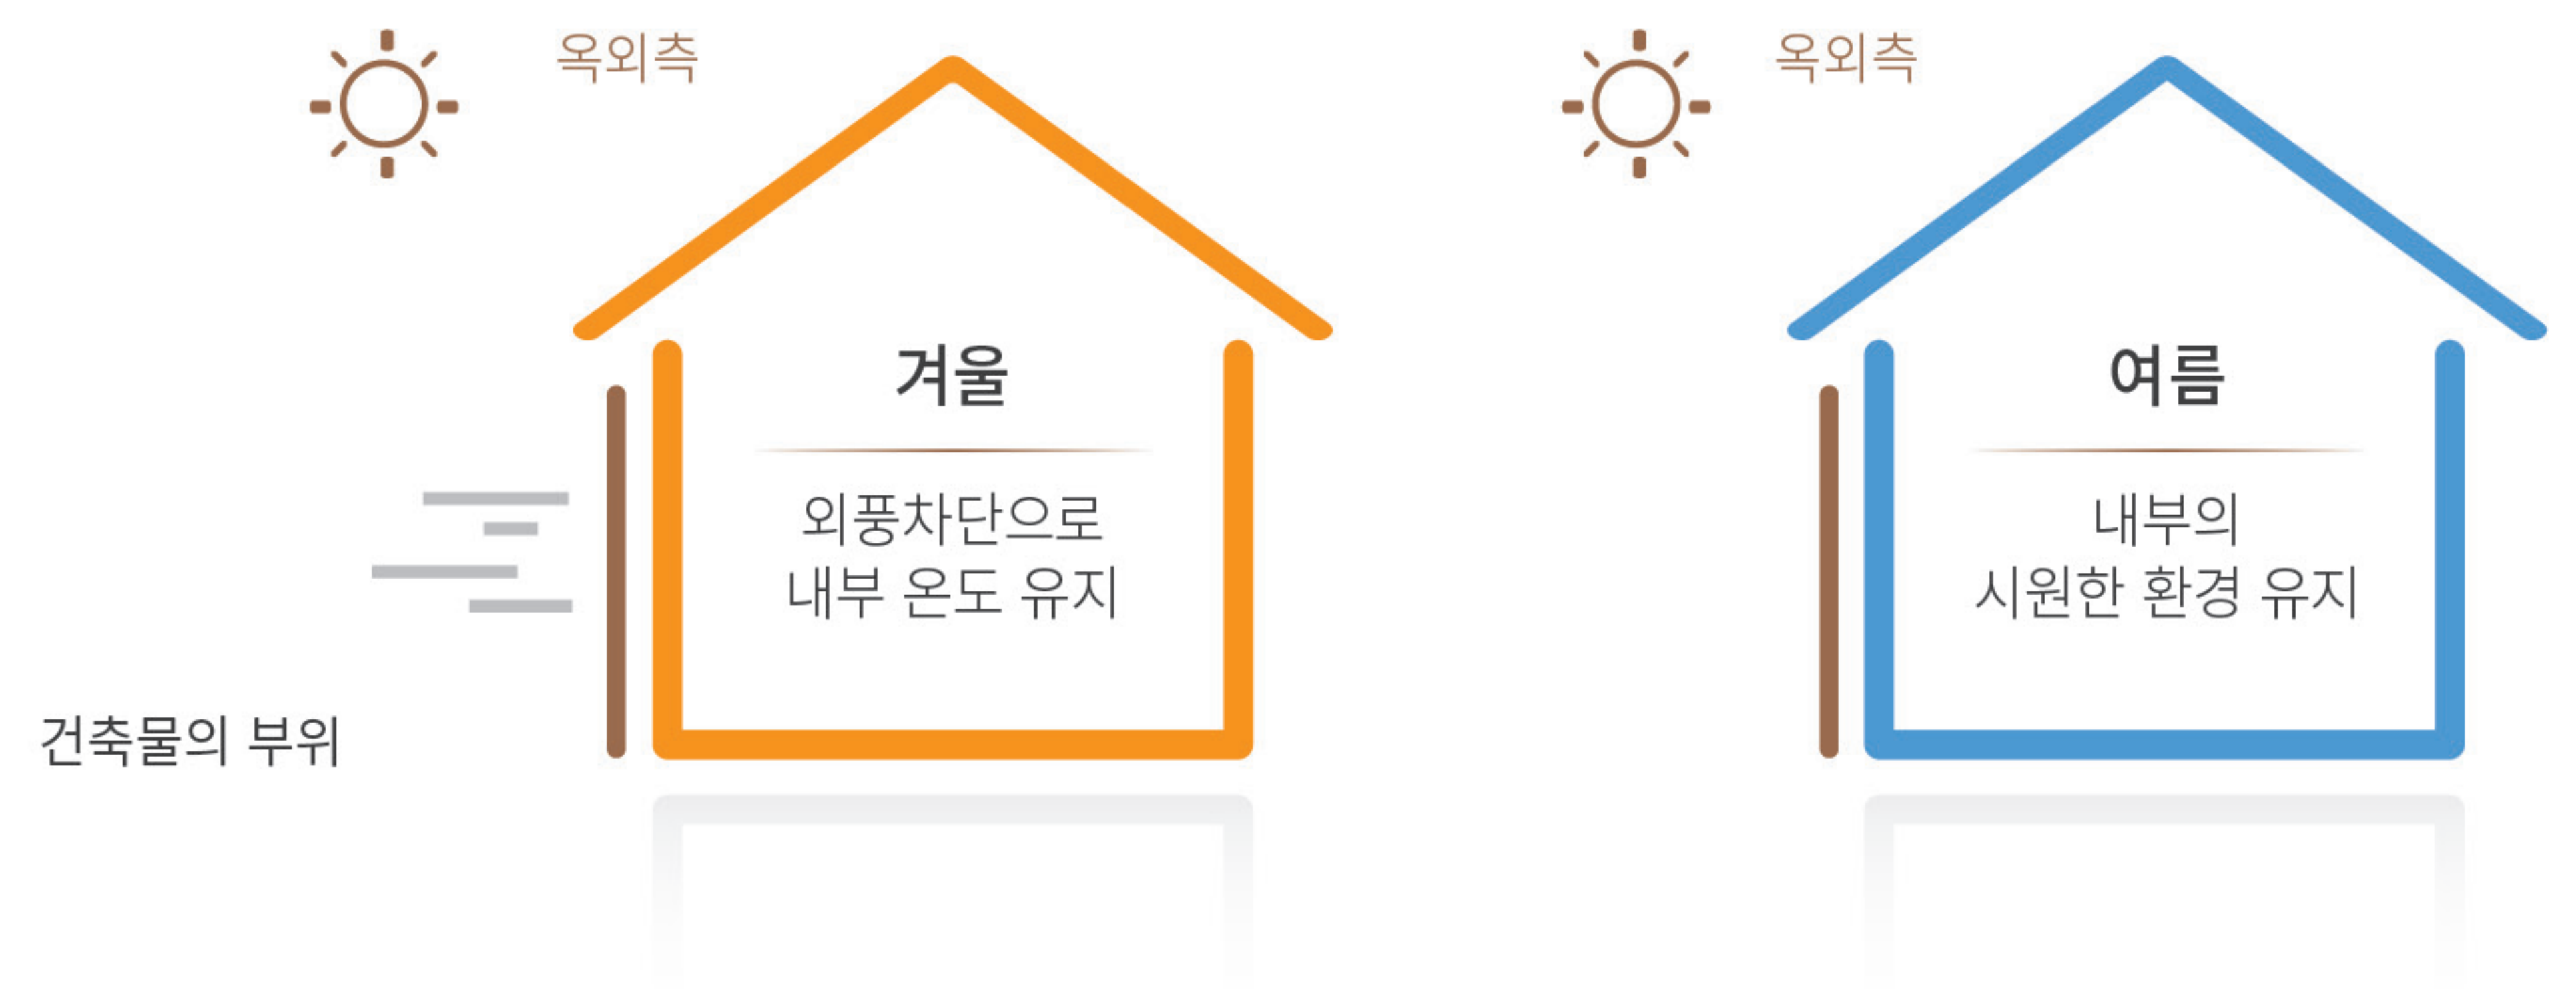 옥외측
겨울
외풍차단으로
내부 온도 유지
건축물의 부위
옥외측
여름
내부의
시원한 환경 유지